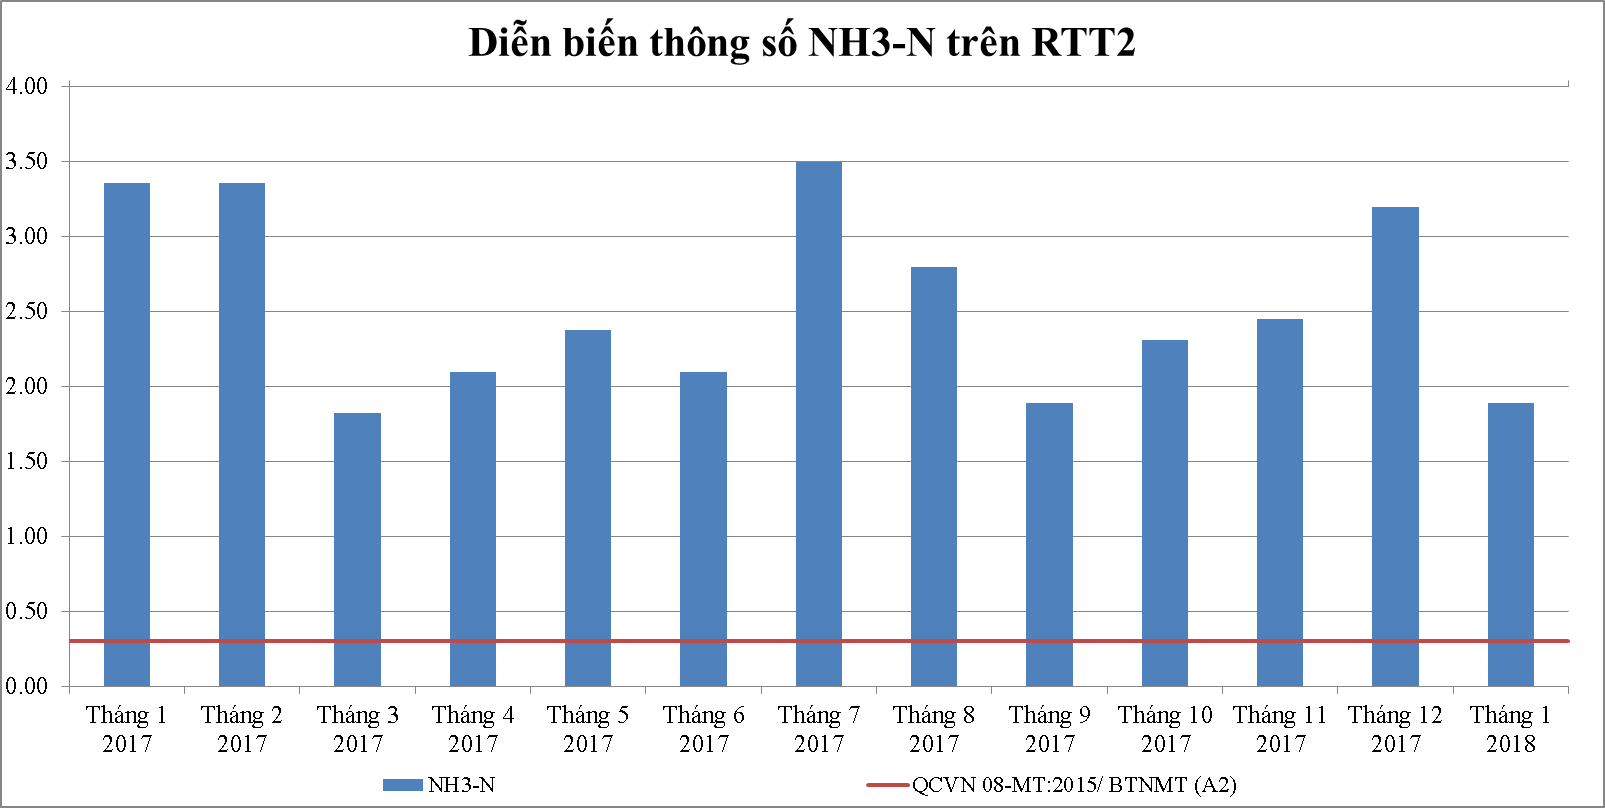 Diễn biến thông số NH3-N trên RTT2
4.00
3.50
3.00
2.50
2.00
1.50
1.00
0.50
0.00
Tháng 1 2017
Tháng 2 2017
Tháng 3 2017
Tháng 4 2017
Tháng 5 2017
Tháng 6 2017
Tháng 7 2017
Tháng 8 2017
Tháng 9 2017
Tháng 10 2017
Tháng 11 2017
Tháng 12 2017
Tháng 1 2018
NH3-N
QCVN 08-MT:2015/ BTNMT (A2)